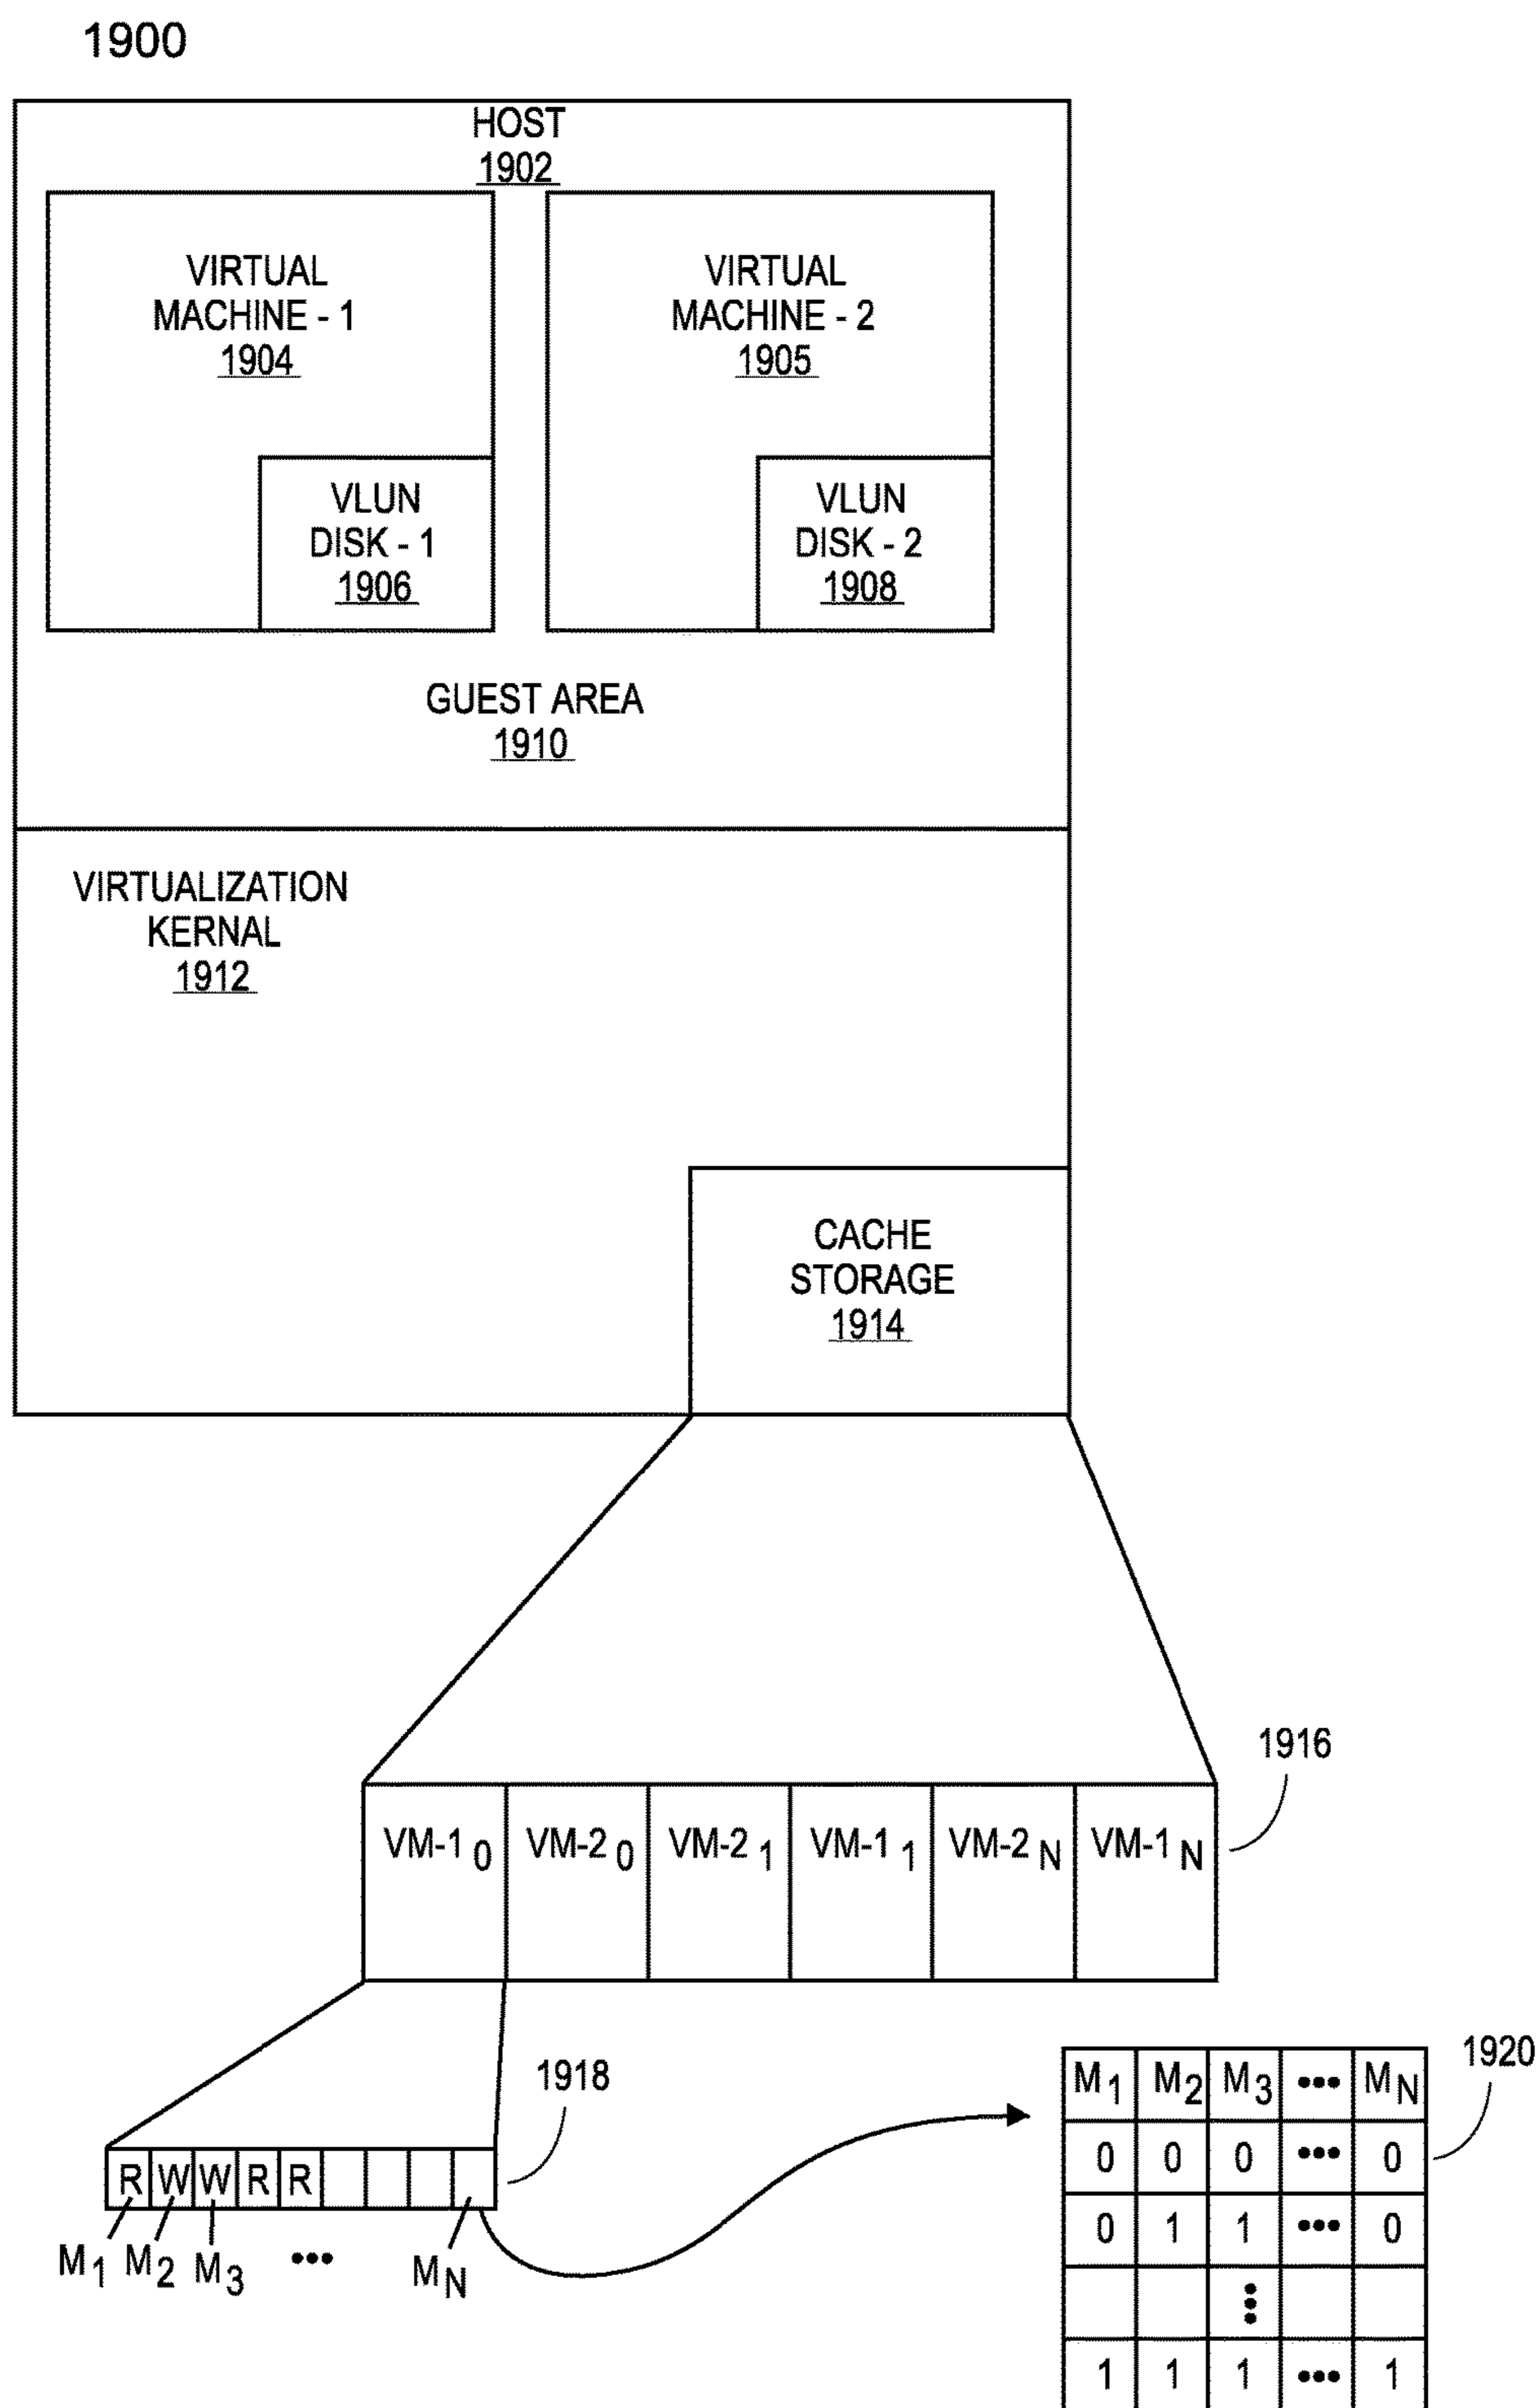 1900
HOST
1902
VIRTUAL
MACHINE - 1
1904
VIRTUAL
MACHINE - 2
1905
VLUN
DISK - 1
1906
VLUN
DISK - 2
1908
GUEST AREA
1910
VIRTUALIZATION
KERNAL
1912
CACHE
STORAGE
1914
1916
VM-1 0 VM-2 0 VM-2 1 VM-1 1 VM-2 N VM-1 N
1918
R W W R R
M1 M2 M3 ••• MN
1920
M1 M2 M3 ••• MN
0 0 0 ••• 0
0 1 1 ••• 0
•••
1 1 1 ••• 1